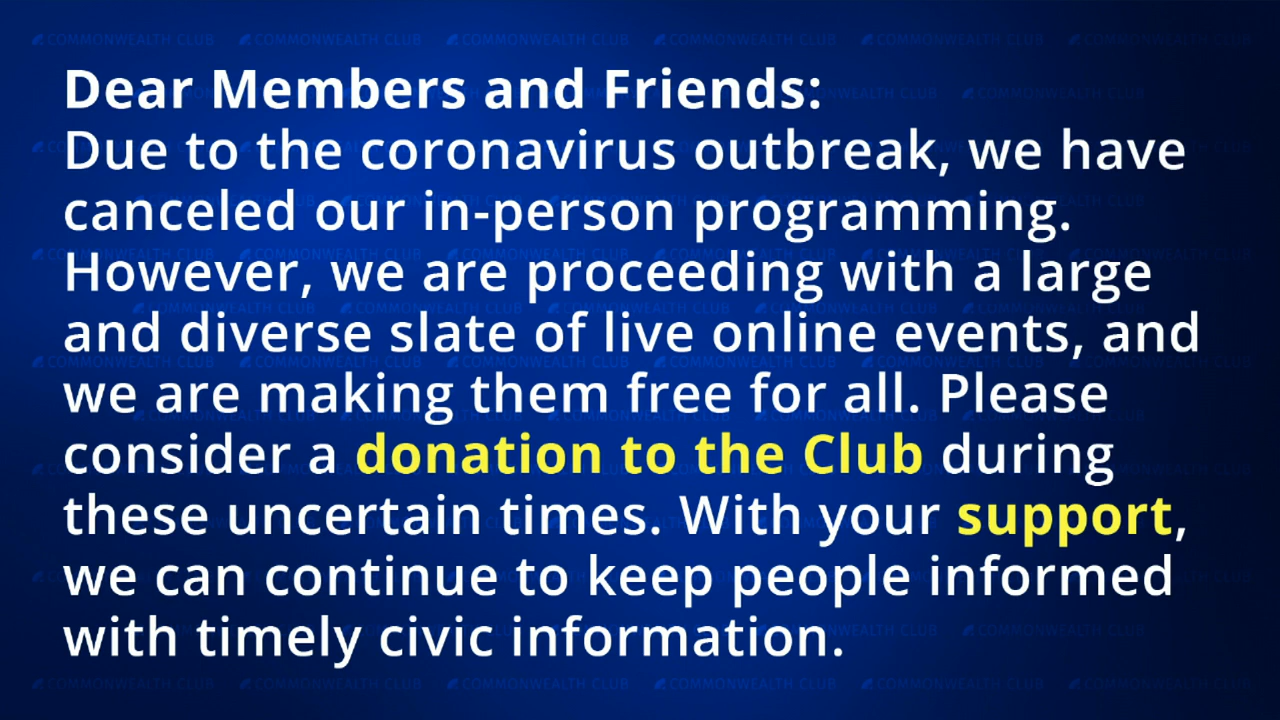 Dear Members and Friends:
Due to the coronavirus outbreak, we have
canceled our in-person programming.
However, we are proceeding with a large
and diverse slate of live online events, and
we are making them free for all. Please
consider a donation to the Club during
these uncertain times. With your support,
we can continue to keep people informed
with timely civic information.
COMMONWEALTH CLUB